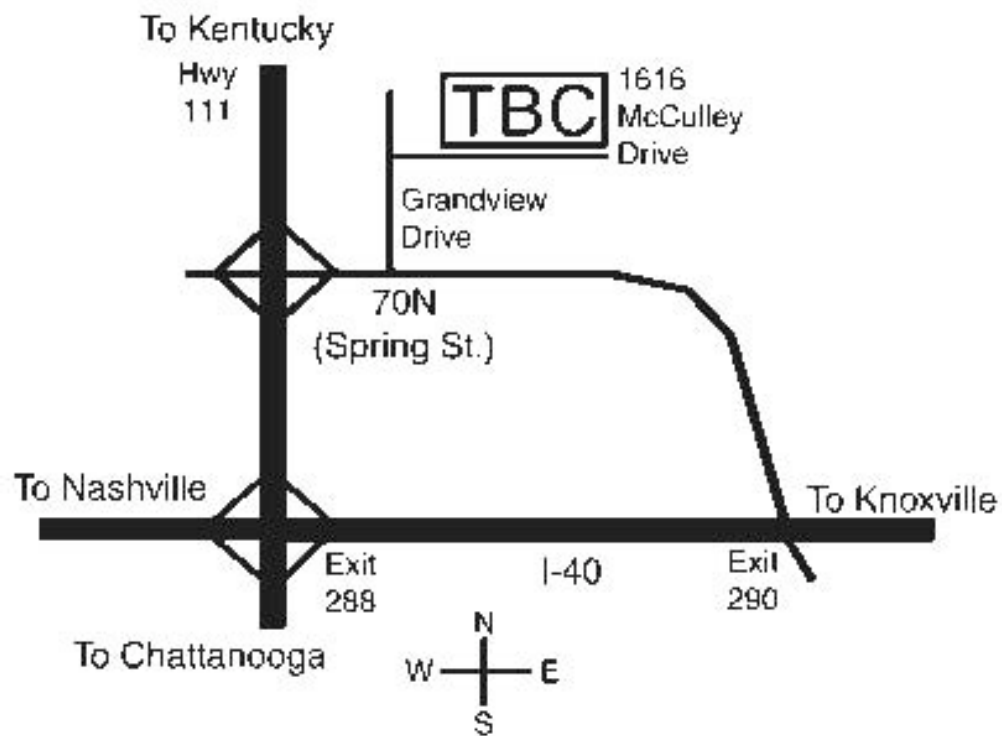 To Kentucky
Hwy
111
TBC
1616
McCulley
Drive
Grandview
Drive
70N
(Spring St.)
To Nashville
To Knoxville
Exit
288
I-40
Exit
290
To Chattanooga
N
W
E
S